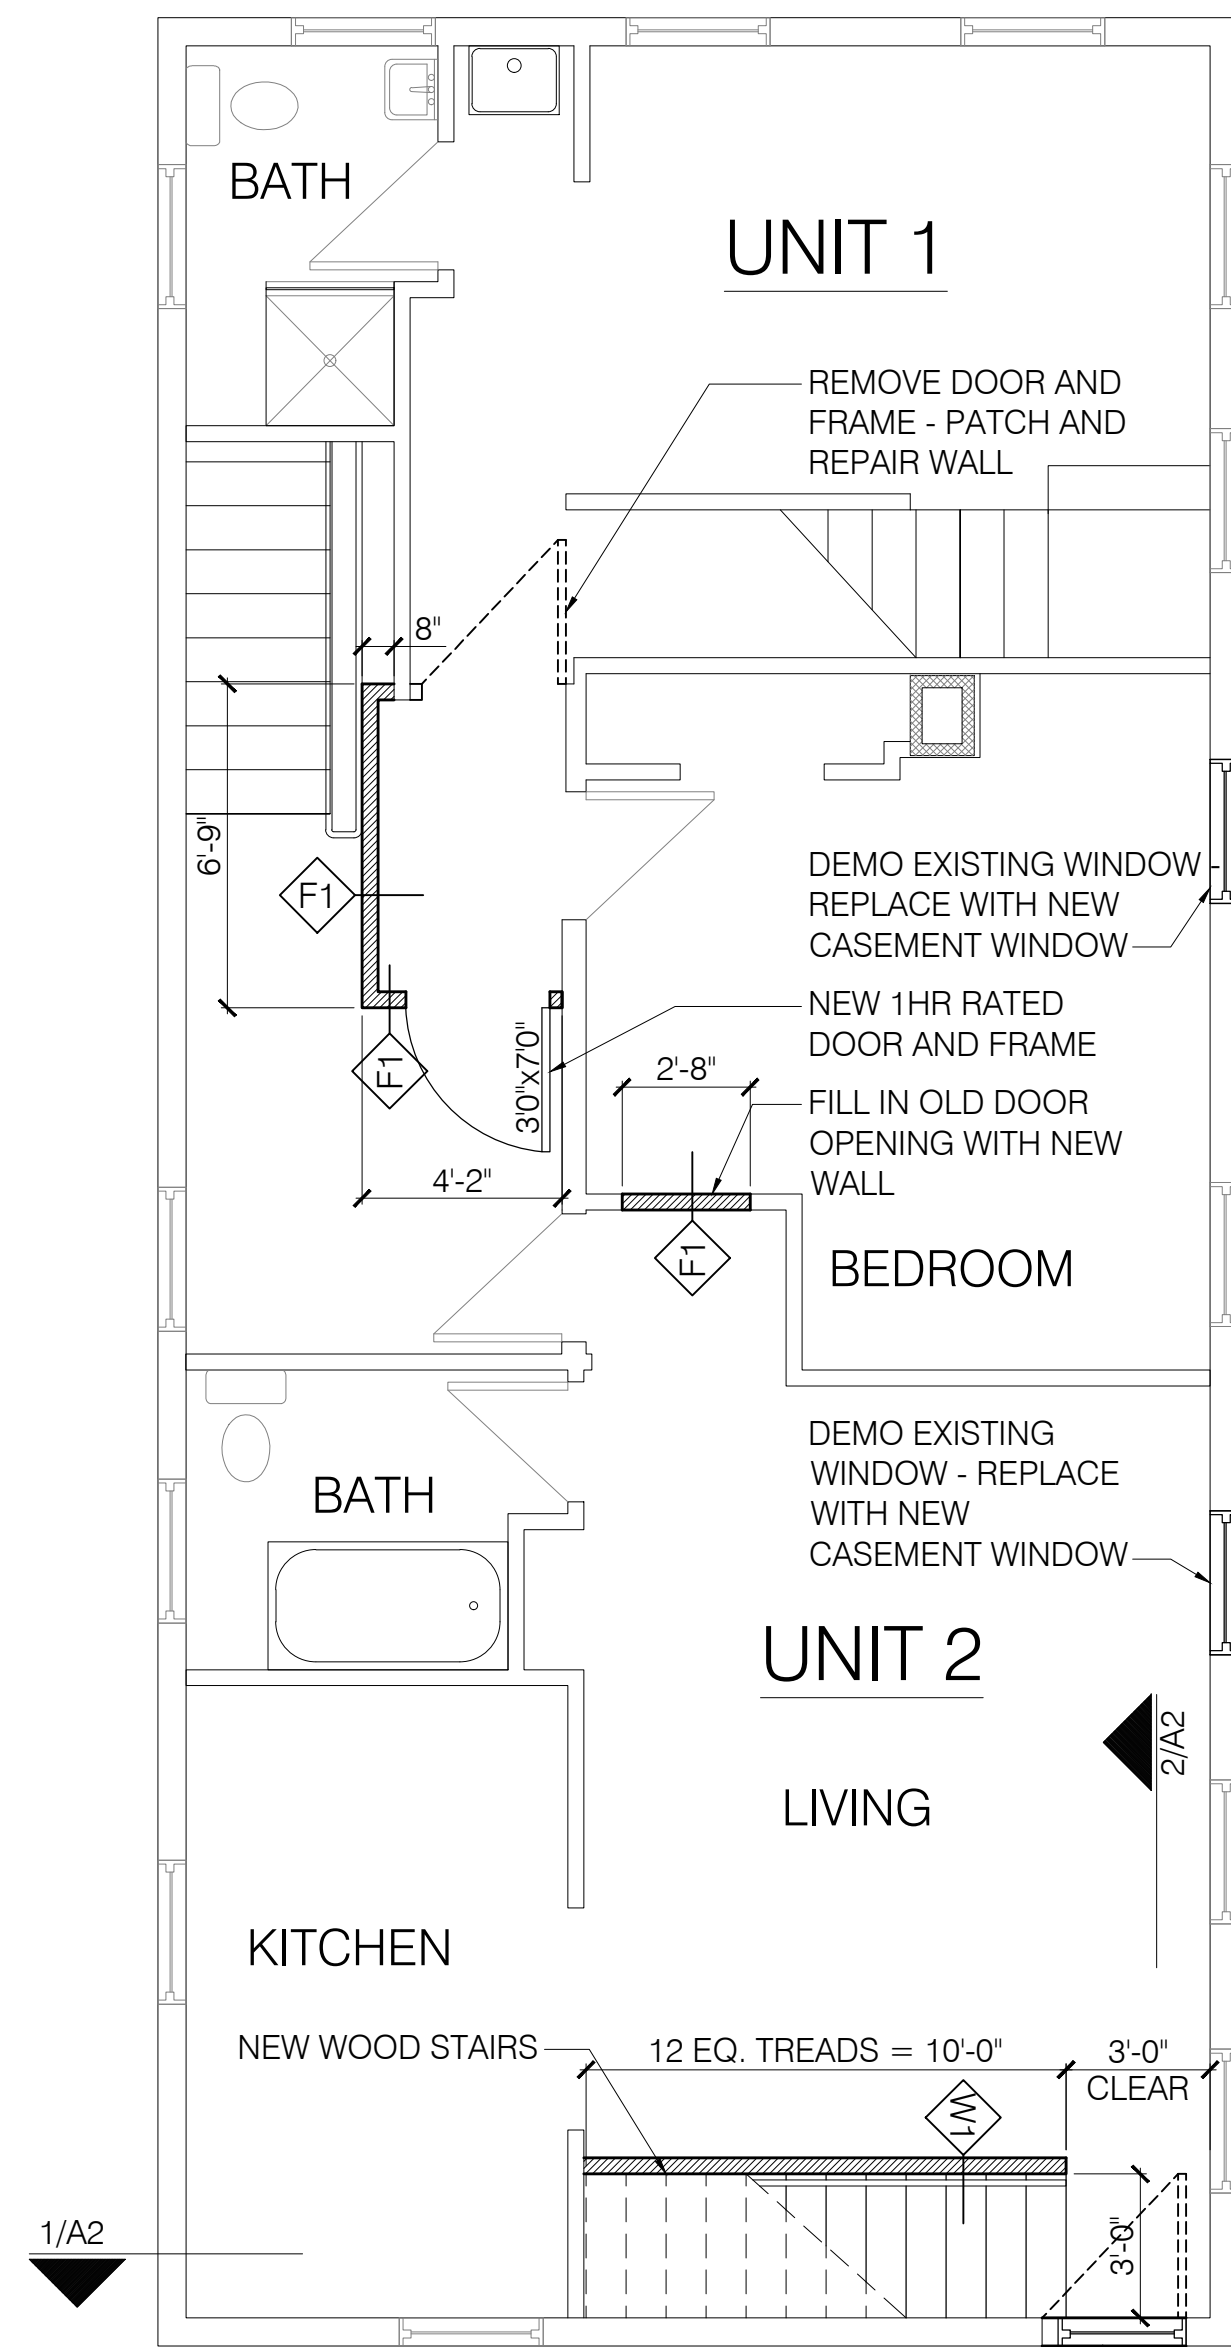 BATH
UNIT 1
REMOVE DOOR AND
FRAME - PATCH AND
REPAIR WALL
8"
6'-9"
F1
DEMO EXISTING WINDOW -
REPLACE WITH NEW
CASEMENT WINDOW
NEW 1HR RATED
DOOR AND FRAME
F1
3'0"x7'0"
2'-8"
FILL IN OLD DOOR
OPENING WITH NEW
WALL
4'-2"
F1
BEDROOM
DEMO EXISTING
WINDOW - REPLACE
WITH NEW
CASEMENT WINDOW
BATH
UNIT 2
2/A2
LIVING
KITCHEN
NEW WOOD STAIRS
12 EQ. TREADS = 10'-0"
3'-0"
CLEAR
W1
3'-0"
1/A2